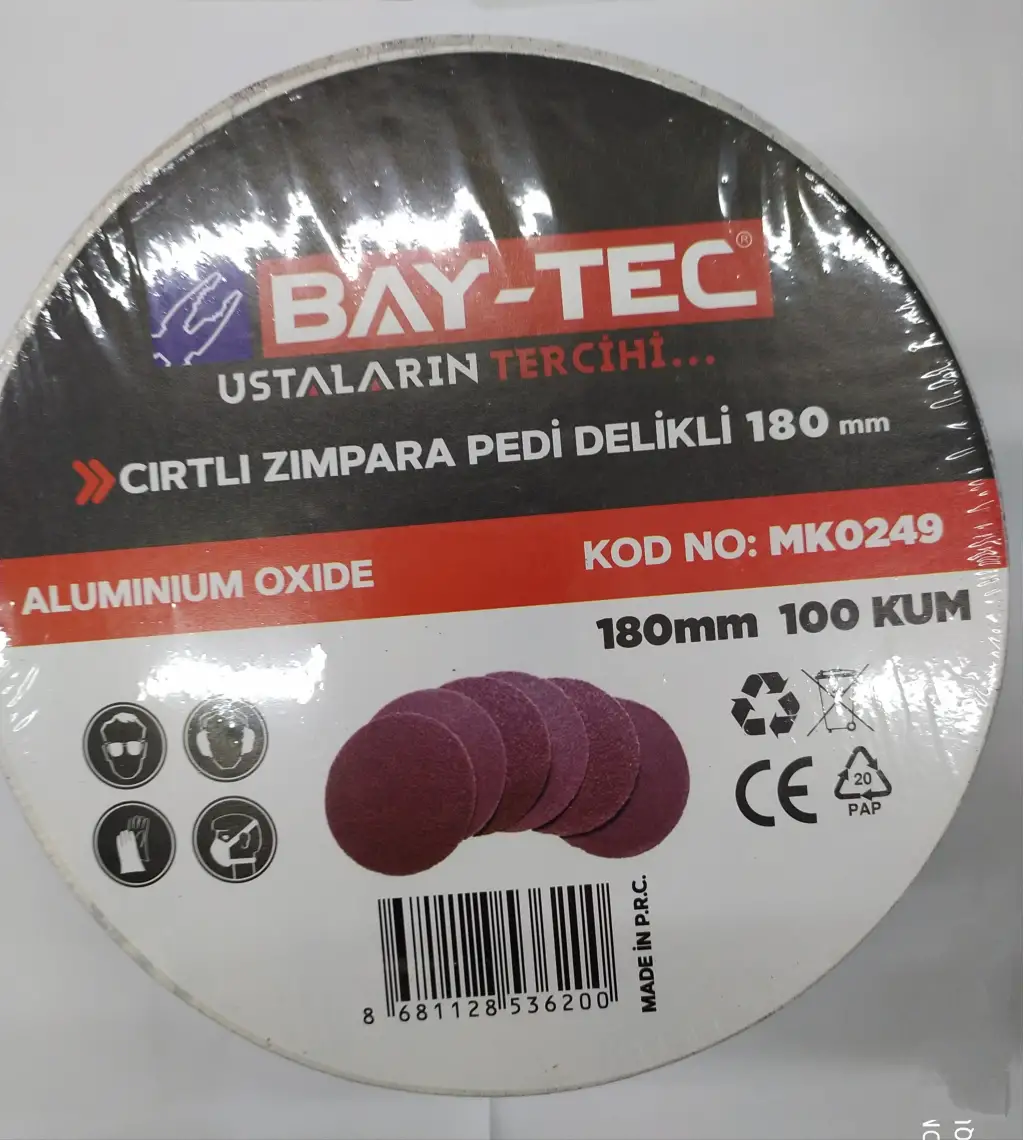 BAY-TEC®
USTALARIN TERCİHİ...
CIRTLI ZIMPARA PEDİ DELİKLİ 180 mm
ALUMINIUM OXIDE
KOD NO: MK0249
180mm 100 KUM
CE
20
PAP
8 681128 536200
MADE İN P.R.C.